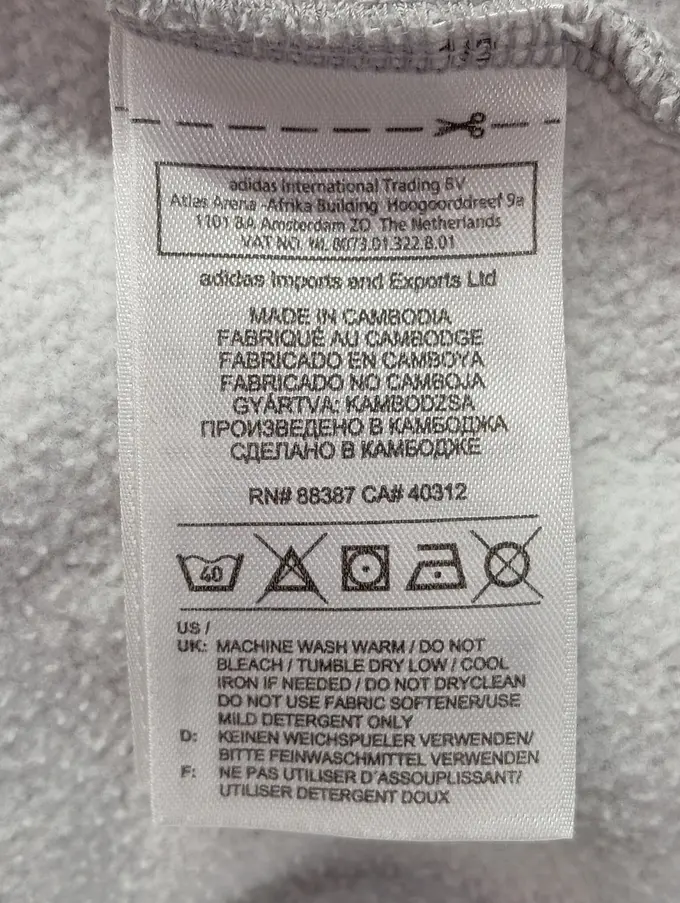 adidas International Trading BV
Atlas Arena -Afrika Building Hoogoorddreef 9a
1101 BA Amsterdam ZO The Netherlands
VAT NO. NL 8073.01.322.B.01
adidas Imports and Exports Ltd
MADE IN CAMBODIA
FABRIQUÉ AU CAMBODGE
FABRICADO EN CAMBOYA
FABRICADO NO CAMBOJA
GYÁRTVA: KAMBODZSA
ПРОИЗВЕДЕНО В КАМБОДЖА
СДЕЛАНО В КАМБОДЖЕ
RN# 88387 CA# 40312
40
US /
UK: MACHINE WASH WARM / DO NOT
BLEACH / TUMBLE DRY LOW / COOL
IRON IF NEEDED / DO NOT DRYCLEAN
DO NOT USE FABRIC SOFTENER/USE
MILD DETERGENT ONLY
D: KEINEN WEICHSPUELER VERWENDEN/
BITTE FEINWASCHMITTEL VERWENDEN
F: NE PAS UTILISER D'ASSOUPLISSANT/
UTILISER DETERGENT DOUX